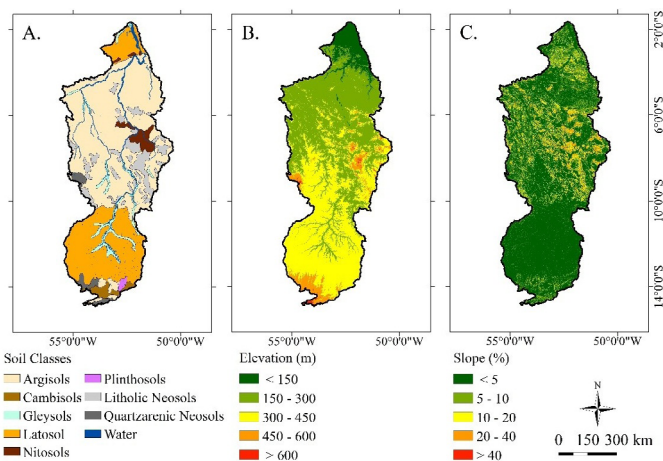 A.
B.
C.
2°0'0"S
6°0'0"S
10°0'0"S
14°0'0"S
55°0'0"W 50°0'0"W
55°0'0"W 50°0'0"W
55°0'0"W 50°0'0"W
Soil Classes
Argisols
Cambisols
Gleysols
Latosol
Nitosols
Plinthosols
Litholic Neosols
Quartzarenic Neosols
Water
Elevation (m)
< 150
150 - 300
300 - 450
450 - 600
> 600
Slope (%)
< 5
5 - 10
10 - 20
20 - 40
> 40
N
0 150 300 km